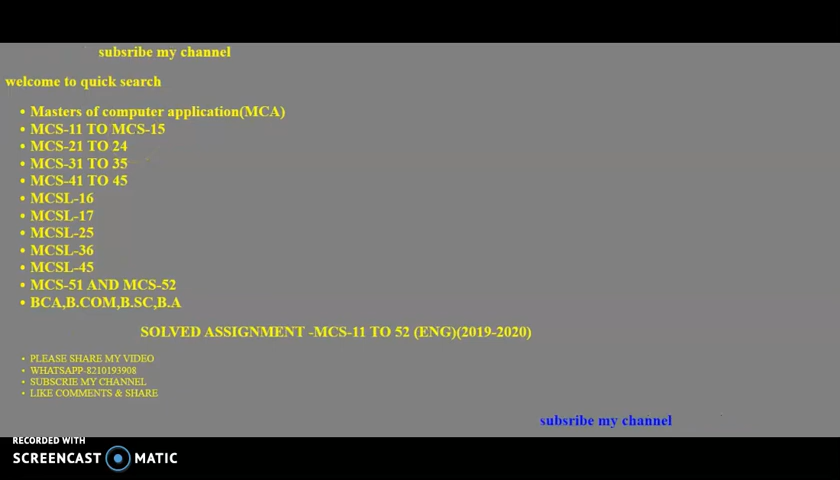 subsribe my channel
welcome to quick search
• Masters of computer application(MCA)
• MCS-11 TO MCS-15
• MCS-21 TO 24
• MCS-31 TO 35
• MCS-41 TO 45
• MCSL-16
• MCSL-17
• MCSL-25
• MCSL-36
• MCSL-45
• MCS-51 AND MCS-52
• BCA,B.COM,B.SC,B.A
SOLVED ASSIGNMENT -MCS-11 TO 52 (ENG)(2019-2020)
• PLEASE SHARE MY VIDEO
• WHATSAPP-8210193908
• SUBSCRIE MY CHANNEL
• LIKE COMMENTS & SHARE
subsribe my channel
RECORDED WITH
SCREENCAST MATIC